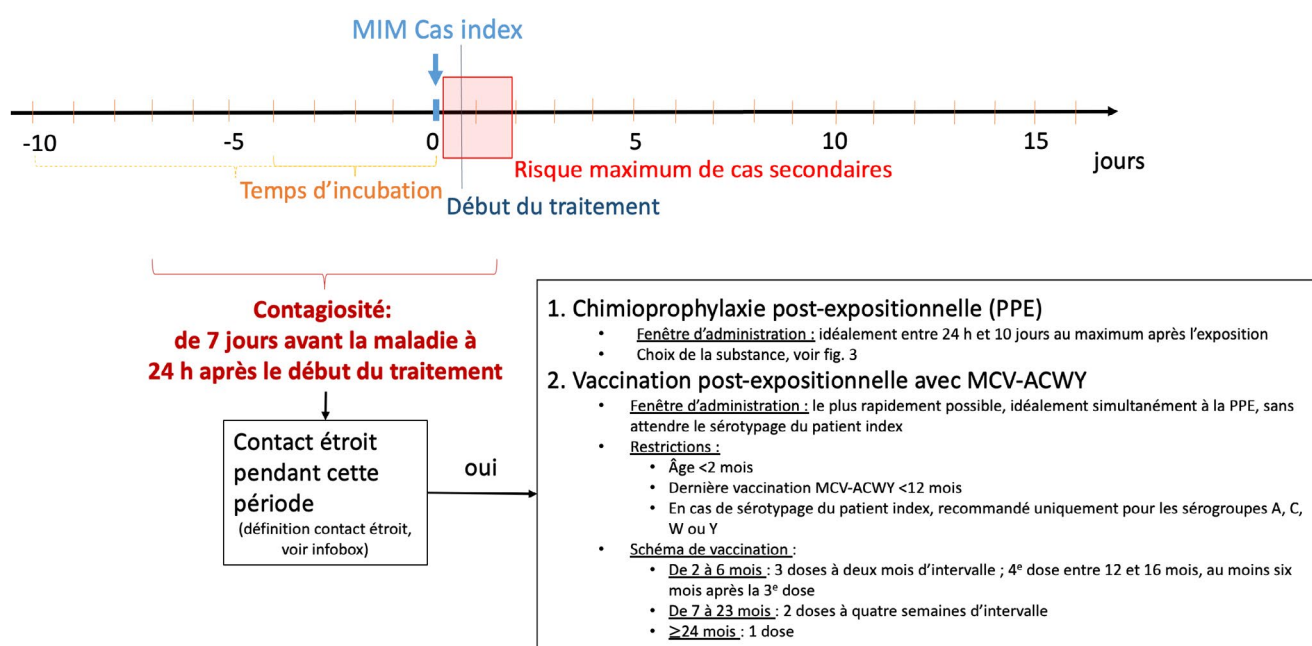 MIM Cas index
-10
-5
0
5
10
15
jours
Temps d’incubation
Risque maximum de cas secondaires
Début du traitement
Contagiosité:
de 7 jours avant la maladie à
24 h après le début du traitement
Contact étroit
pendant cette
période
(définition contact étroit,
voir infobox)
oui
1. Chimioprophylaxie post-expositionnelle (PPE)
• Fenêtre d’administration : idéalement entre 24 h et 10 jours au maximum après l’exposition
• Choix de la substance, voir fig. 3
2. Vaccination post-expositionnelle avec MCV-ACWY
• Fenêtre d’administration : le plus rapidement possible, idéalement simultanément à la PPE, sans
attendre le sérotypage du patient index
• Restrictions :
• Âge <2 mois
• Dernière vaccination MCV-ACWY <12 mois
• En cas de sérotypage du patient index, recommandé uniquement pour les sérogroupes A, C,
W ou Y
• Schéma de vaccination :
• De 2 à 6 mois : 3 doses à deux mois d’intervalle ; 4e dose entre 12 et 16 mois, au moins six
mois après la 3e dose
• De 7 à 23 mois : 2 doses à quatre semaines d’intervalle
• ≥24 mois : 1 dose